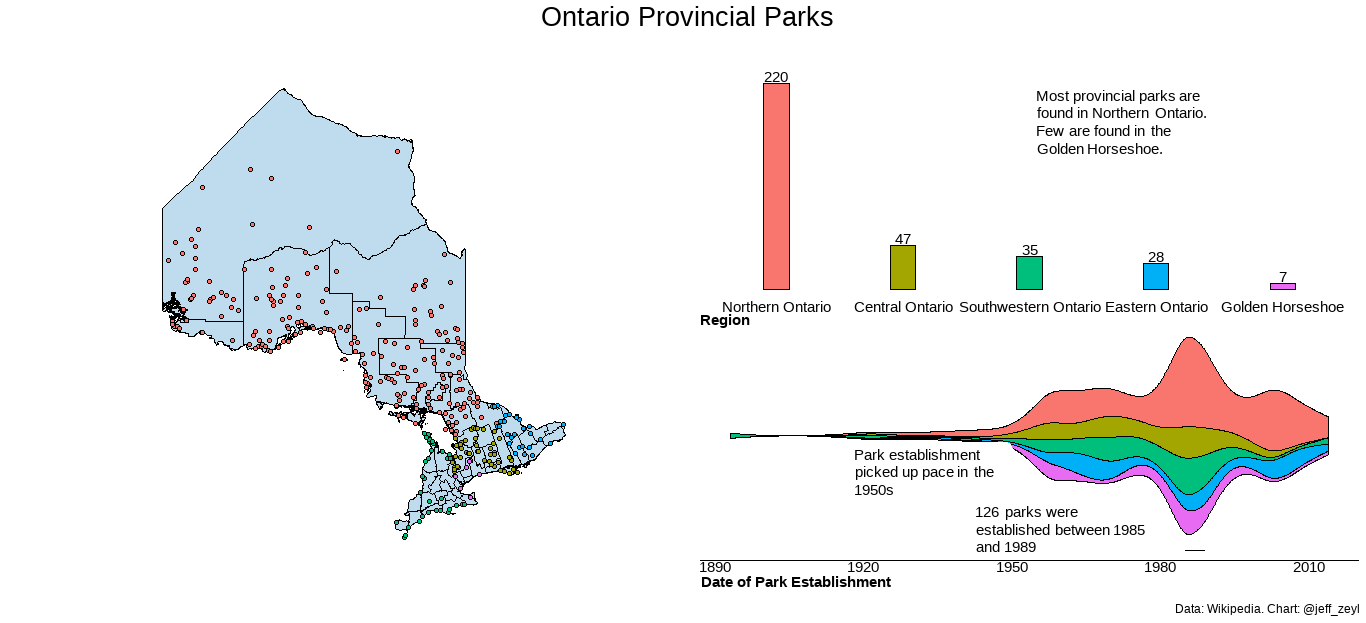 Ontario Provincial Parks
220
Most provincial parks are
found in Northern Ontario.
Few are found in the
Golden Horseshoe.
47
35
28
7
Northern Ontario
Central Ontario
Southwestern Ontario
Eastern Ontario
Golden Horseshoe
Region
Park establishment
picked up pace in the
1950s
126 parks were
established between 1985
and 1989
1890
1920
1950
1980
2010
Date of Park Establishment
Data: Wikipedia. Chart: @jeff_zeyl